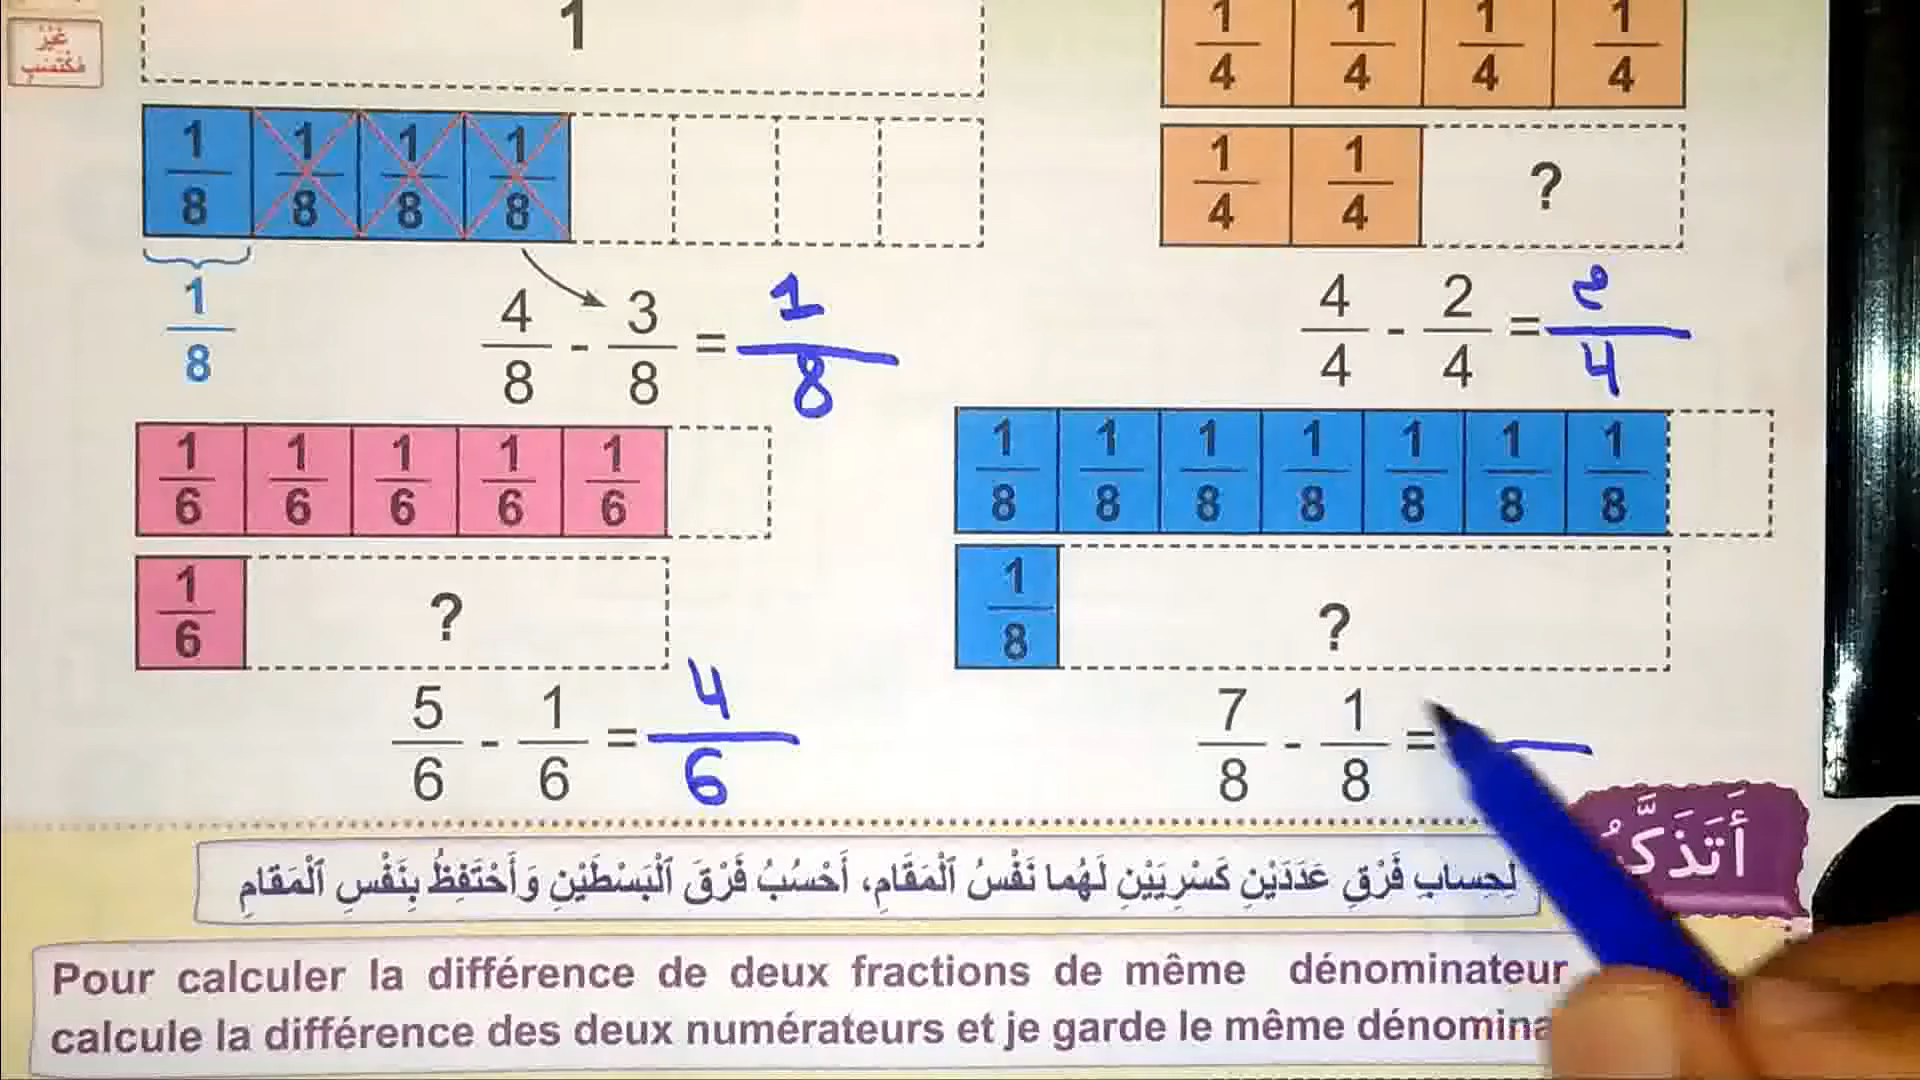 غَيْرُ
مُكْتَسَبٍ
1
1/4 1/4 1/4 1/4
1/8 1/8 1/8 1/8
1/4 1/4 ?
1/8
4/8 - 3/8 = 1/8
4/4 - 2/4 = 2/4
1/6 1/6 1/6 1/6 1/6
1/8 1/8 1/8 1/8 1/8 1/8 1/8
1/6 ?
1/8 ?
5/6 - 1/6 = 4/6
7/8 - 1/8 =
أَتَذَكَّرُ
لِحِسابِ فَرْقِ عَدَدَيْنِ كَسْرِيَيْنِ لَهُما نَفْسُ ٱلْمَقَامِ، أَحْسُبُ فَرْقَ ٱلْبَسْطَيْنِ وَأَحْتَفِظُ بِنَفْسِ ٱلْمَقامِ
Pour calculer la différence de deux fractions de même dénominateur
calcule la différence des deux numérateurs et je garde le même dénomina